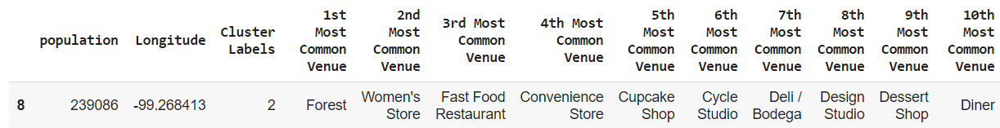 population Longitude Cluster Labels 1st Most Common Venue 2nd Most Common Venue 3rd Most Common Venue 4th Most Common Venue 5th Most Common Venue 6th Most Common Venue 7th Most Common Venue 8th Most Common Venue 9th Most Common Venue 10th Most Common Venue
8 239086 -99.268413 2 Forest Women's Store Fast Food Restaurant Convenience Store Cupcake Shop Cycle Studio Deli / Bodega Design Studio Dessert Shop Diner